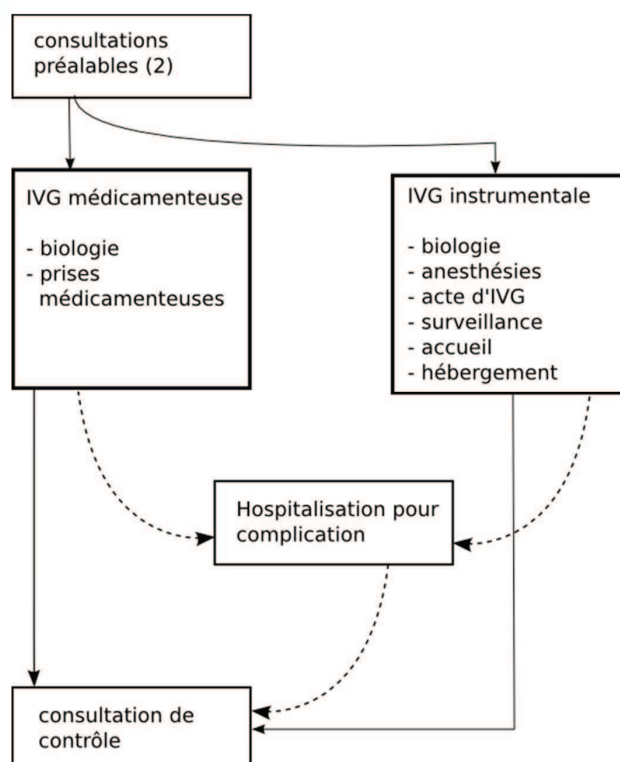 consultations
préalables (2)
IVG médicamenteuse
- biologie
- prises
médicamenteuses
IVG instrumentale
- biologie
- anesthésies
- acte d'IVG
- surveillance
- accueil
- hébergement
Hospitalisation pour
complication
consultation de
contrôle